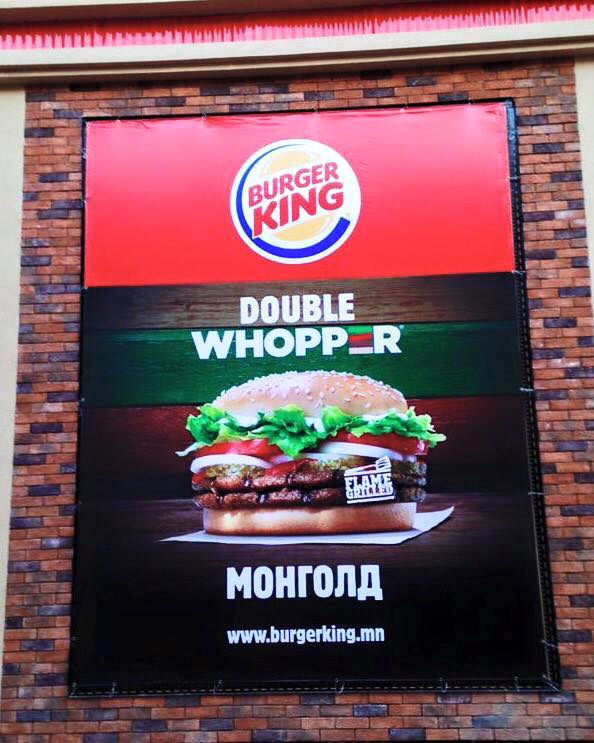 BURGER
KING
DOUBLE
WHOPPER
FLAME
GRILLED
МОНГОЛД
www.burgerking.mn